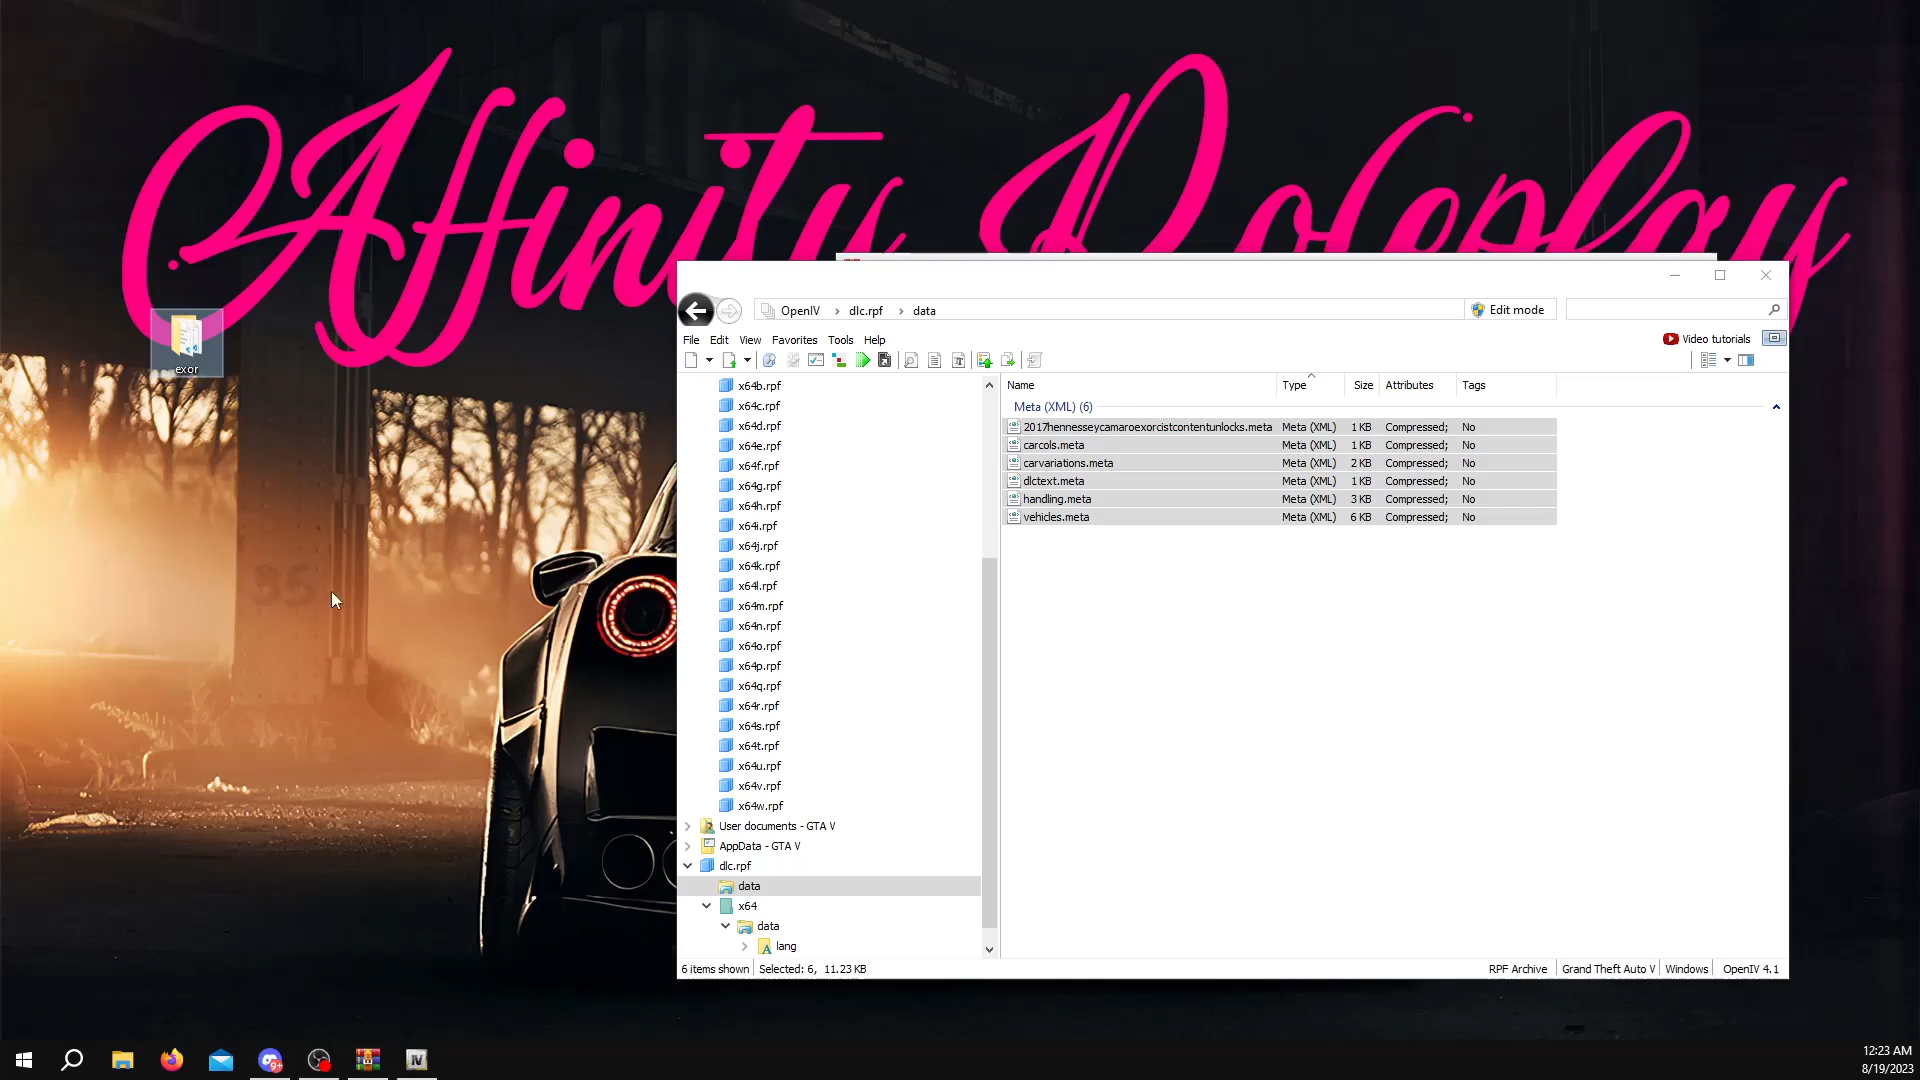 Affinity Roleplay
exor
OpenIV › dlc.rpf › data
Edit mode
File Edit View Favorites Tools Help
Video tutorials
x64b.rpf
x64c.rpf
x64d.rpf
x64e.rpf
x64f.rpf
x64g.rpf
x64h.rpf
x64i.rpf
x64j.rpf
x64k.rpf
x64l.rpf
x64m.rpf
x64n.rpf
x64o.rpf
x64p.rpf
x64q.rpf
x64r.rpf
x64s.rpf
x64t.rpf
x64u.rpf
x64v.rpf
x64w.rpf
User documents - GTA V
AppData - GTA V
dlc.rpf
data
x64
data
lang
Name Type Size Attributes Tags
Meta (XML) (6)
2017hennesseycamaroexorcistcontentunlocks.meta Meta (XML) 1 KB Compressed; No
carcols.meta Meta (XML) 1 KB Compressed; No
carvariations.meta Meta (XML) 2 KB Compressed; No
dlctext.meta Meta (XML) 1 KB Compressed; No
handling.meta Meta (XML) 3 KB Compressed; No
vehicles.meta Meta (XML) 6 KB Compressed; No
6 items shown Selected: 6, 11.23 KB RPF Archive Grand Theft Auto V Windows OpenIV 4.1
9+
IV
12:23 AM
8/19/2023